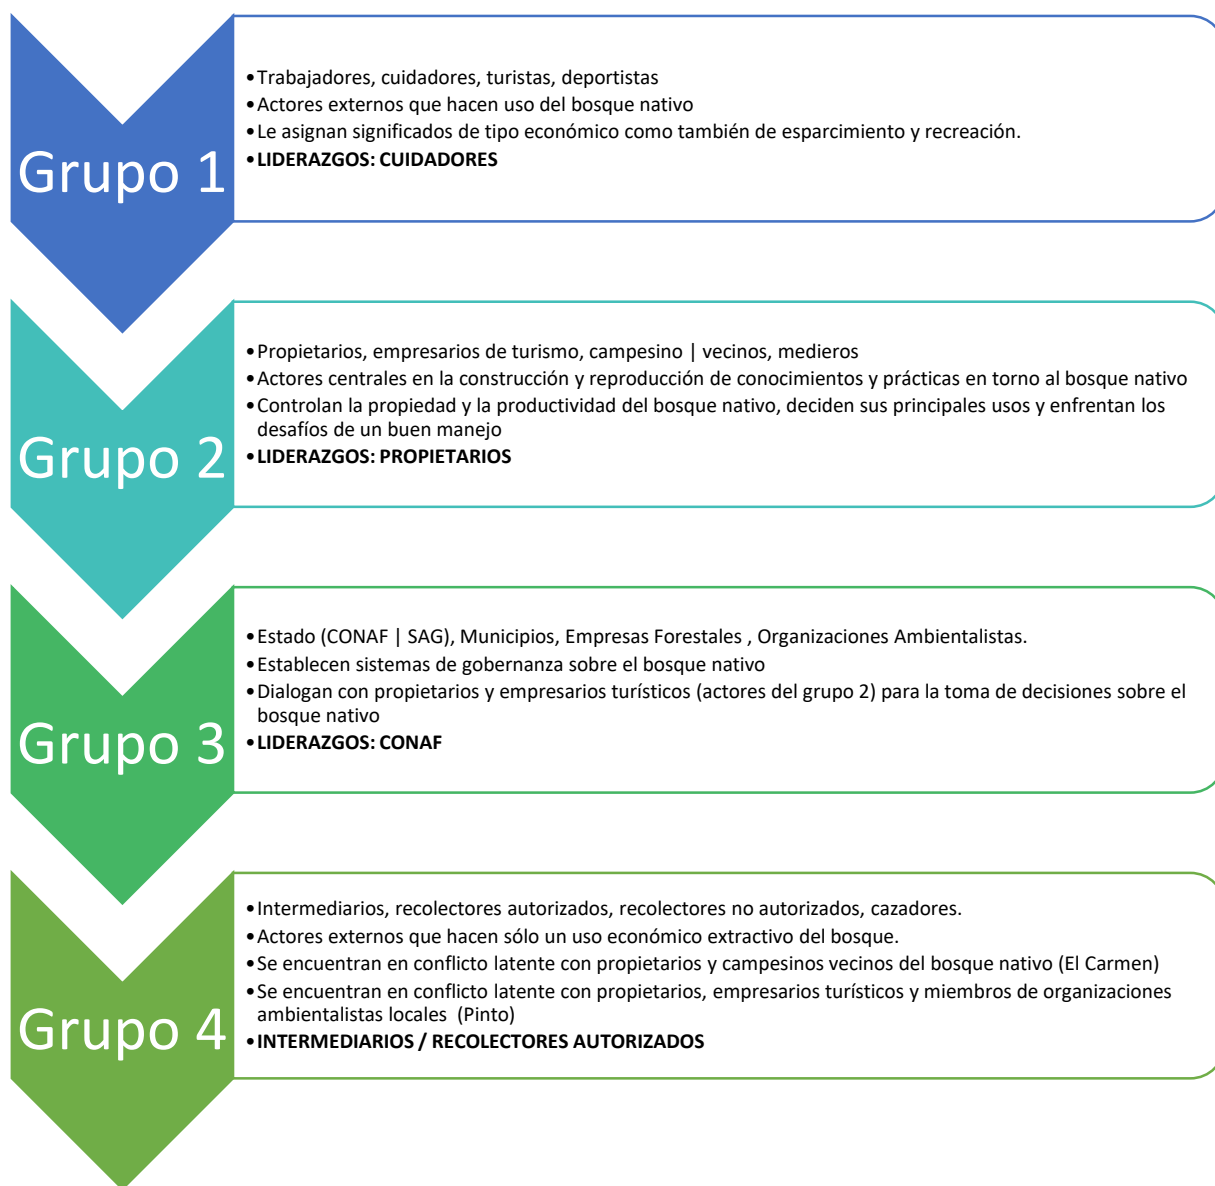 Grupo 1
•Trabajadores, cuidadores, turistas, deportistas
•Actores externos que hacen uso del bosque nativo
•Le asignan significados de tipo económico como también de esparcimiento y recreación.
•LIDERAZGOS: CUIDADORES
Grupo 2
•Propietarios, empresarios de turismo, campesino | vecinos, medieros
•Actores centrales en la construcción y reproducción de conocimientos y prácticas en torno al bosque nativo
•Controlan la propiedad y la productividad del bosque nativo, deciden sus principales usos y enfrentan los
desafíos de un buen manejo
•LIDERAZGOS: PROPIETARIOS
Grupo 3
•Estado (CONAF | SAG), Municipios, Empresas Forestales , Organizaciones Ambientalistas.
•Establecen sistemas de gobernanza sobre el bosque nativo
•Dialogan con propietarios y empresarios turísticos (actores del grupo 2) para la toma de decisiones sobre el
bosque nativo
•LIDERAZGOS: CONAF
Grupo 4
•Intermediarios, recolectores autorizados, recolectores no autorizados, cazadores.
•Actores externos que hacen sólo un uso económico extractivo del bosque.
•Se encuentran en conflicto latente con propietarios y campesinos vecinos del bosque nativo (El Carmen)
•Se encuentran en conflicto latente con propietarios, empresarios turísticos y miembros de organizaciones
ambientalistas locales  (Pinto)
•INTERMEDIARIOS / RECOLECTORES AUTORIZADOS